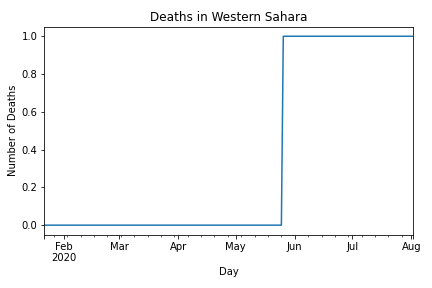 Deaths in Western Sahara
Number of Deaths
1.0
0.8
0.6
0.4
0.2
0.0
Feb Mar Apr May Jun Jul Aug
2020
Day